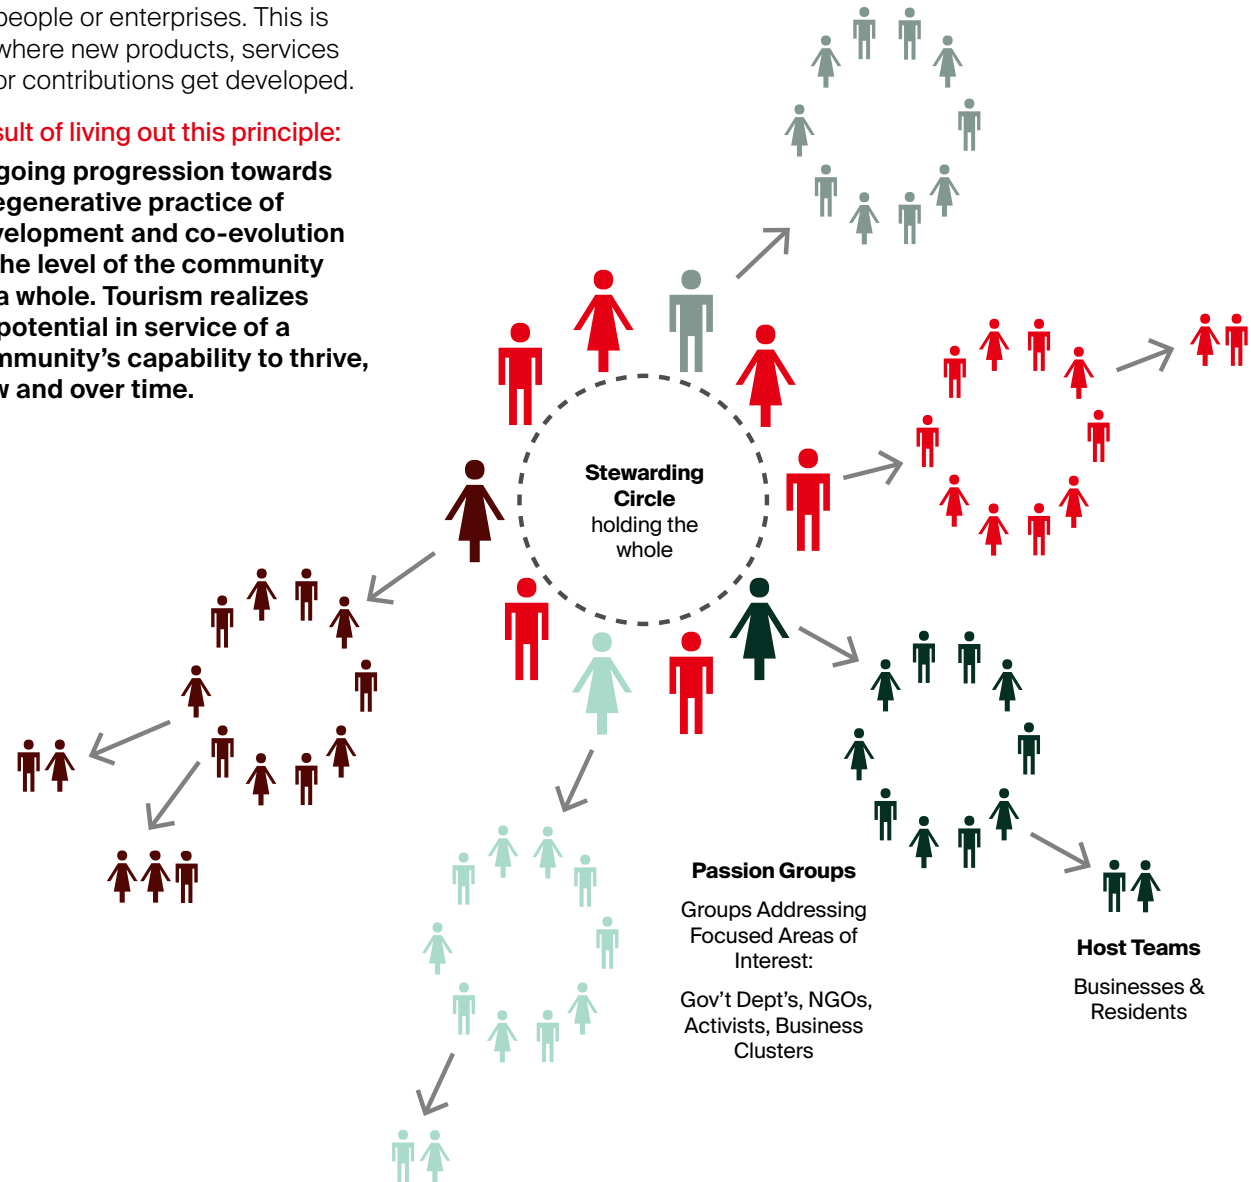 people or enterprises. This is
where new products, services
or contributions get developed.
sult of living out this principle:
going progression towards
egenerative practice of
velopment and co-evolution
he level of the community
a whole. Tourism realizes
potential in service of a
mmunity’s capability to thrive,
w and over time.
Stewarding
Circle
holding the
whole
Passion Groups
Groups Addressing
Focused Areas of
Interest:
Gov’t Dept’s, NGOs,
Activists, Business
Clusters
Host Teams
Businesses &
Residents